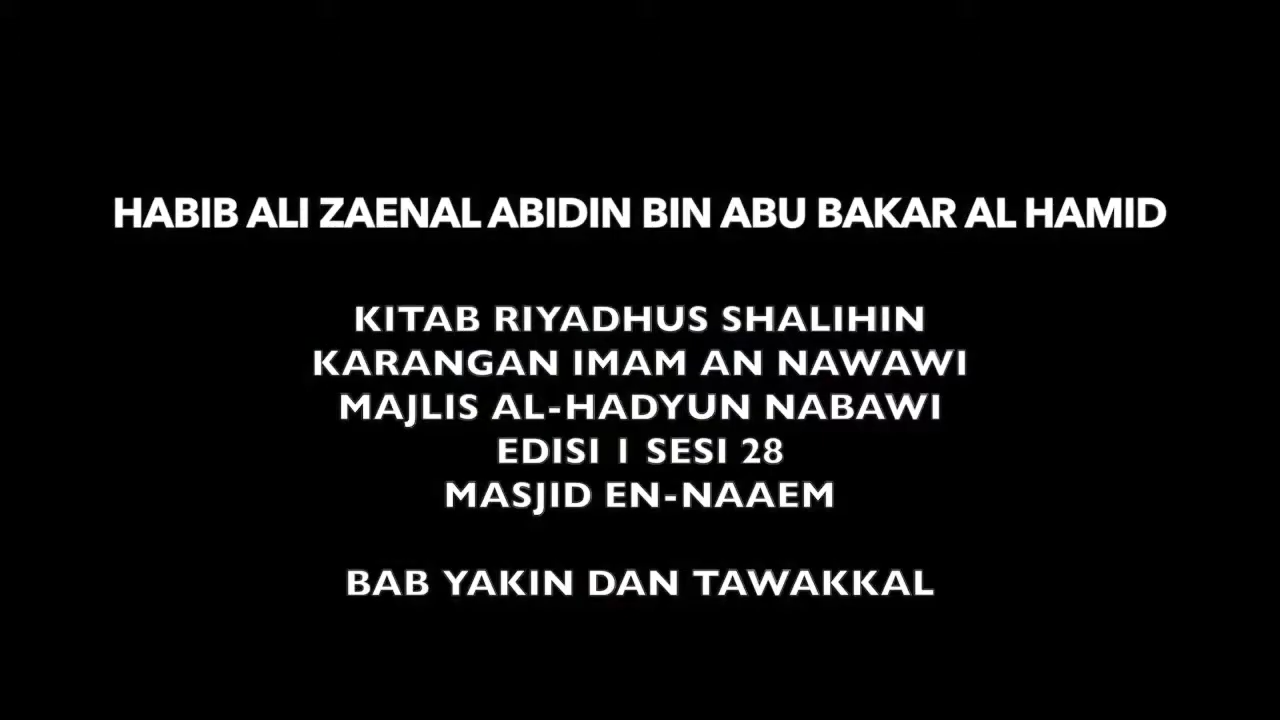 HABIB ALI ZAENAL ABIDIN BIN ABU BAKAR AL HAMID
KITAB RIYADHUS SHALIHIN
KARANGAN IMAM AN NAWAWI
MAJLIS AL-HADYUN NABAWI
EDISI 1 SESI 28
MASJID EN-NAAEM
BAB YAKIN DAN TAWAKKAL